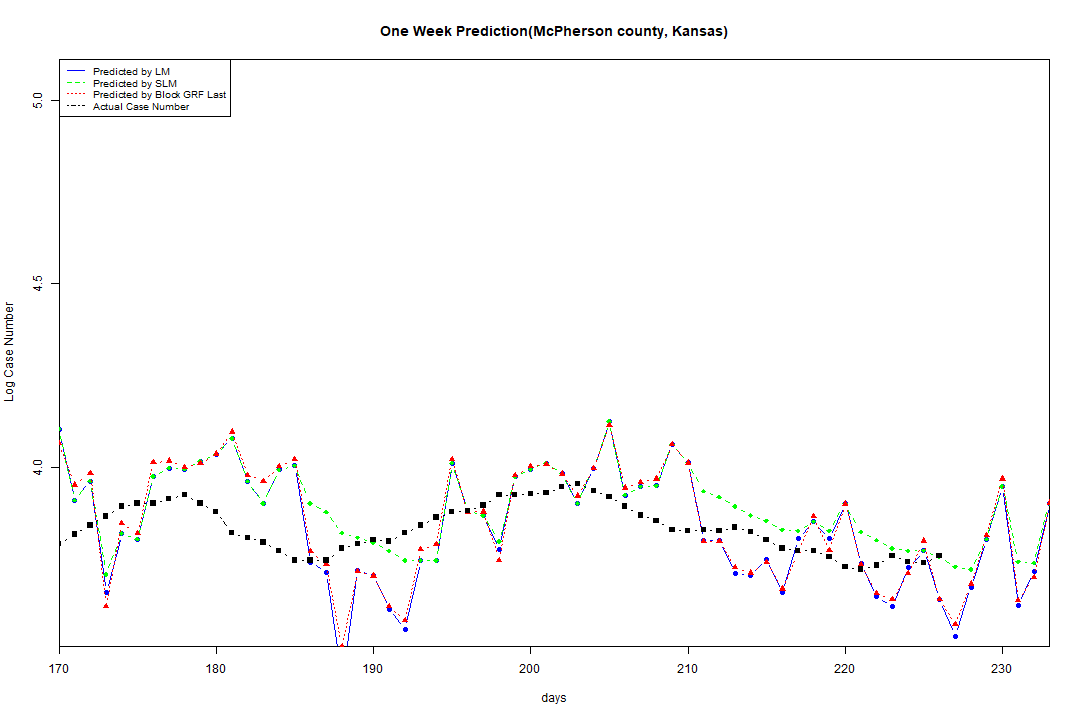 One Week Prediction(McPherson county, Kansas)
Predicted by LM
Predicted by SLM
Predicted by Block GRF Last
Actual Case Number
5.0
4.5
4.0
Log Case Number
170 180 190 200 210 220 230
days